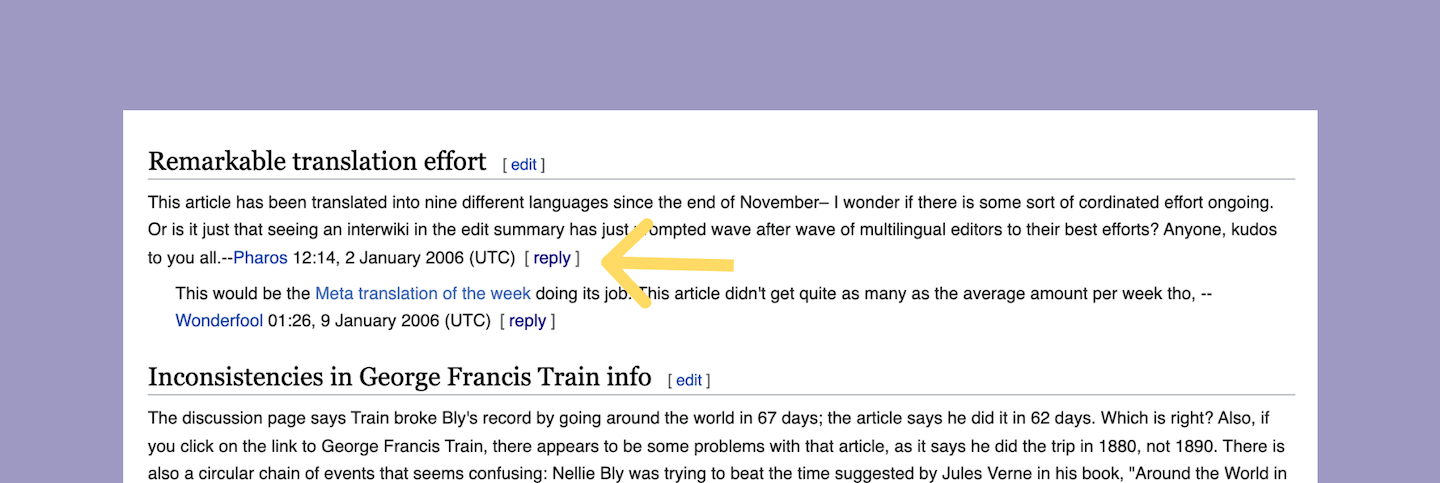 Remarkable translation effort [ edit ]
This article has been translated into nine different languages since the end of November– I wonder if there is some sort of cordinated effort ongoing.
Or is it just that seeing an interwiki in the edit summary has just prompted wave after wave of multilingual editors to their best efforts? Anyone, kudos
to you all.--Pharos 12:14, 2 January 2006 (UTC) [ reply ]
This would be the Meta translation of the week doing its job. This article didn't get quite as many as the average amount per week tho, --
Wonderfool 01:26, 9 January 2006 (UTC) [ reply ]
Inconsistencies in George Francis Train info [ edit ]
The discussion page says Train broke Bly's record by going around the world in 67 days; the article says he did it in 62 days. Which is right? Also, if
you click on the link to George Francis Train, there appears to be some problems with that article, as it says he did the trip in 1880, not 1890. There is
also a circular chain of events that seems confusing: Nellie Bly was trying to beat the time suggested by Jules Verne in his book, "Around the World in